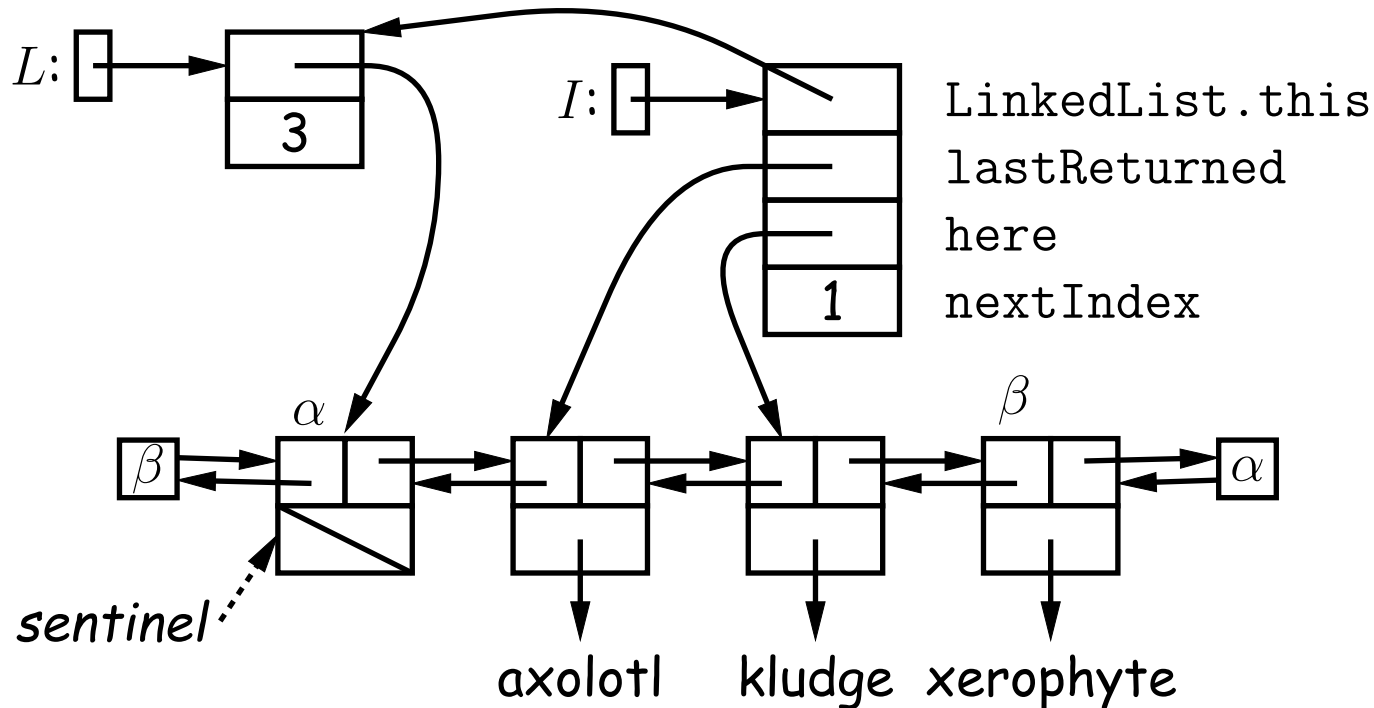 L:
3
I:
LinkedList.this
lastReturned
here
1 nextIndex
α
β
β
α
sentinel
axolotl kludge xerophyte